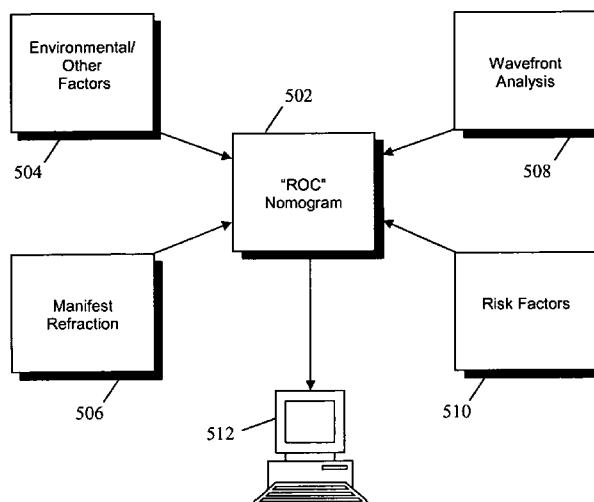 Environmental/
Other
Factors
504
502
"ROC"
Nomogram
Wavefront
Analysis
508
Manifest
Refraction
506
Risk Factors
510
512